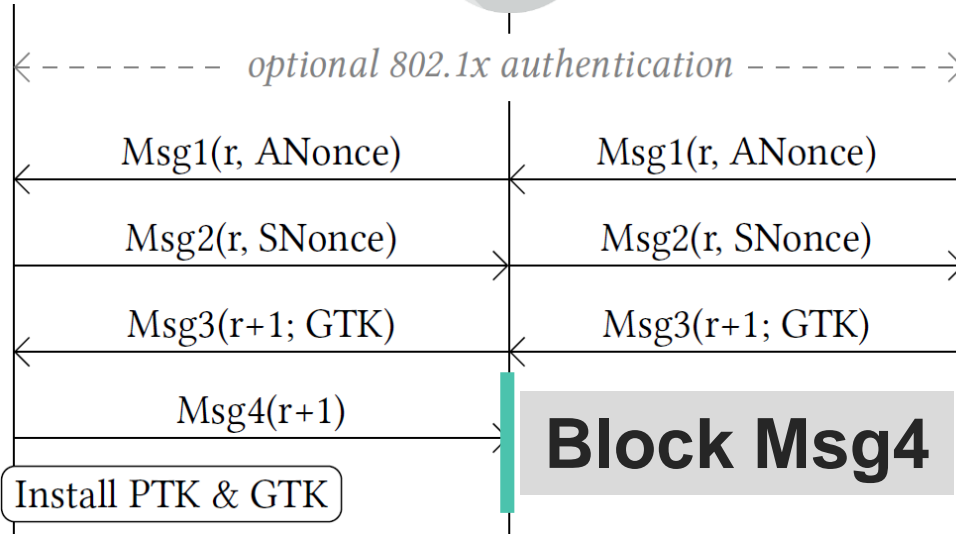 optional 802.1x authentication
Msg1(r, ANonce) Msg1(r, ANonce)
Msg2(r, SNonce) Msg2(r, SNonce)
Msg3(r+1; GTK) Msg3(r+1; GTK)
Msg4(r+1)
Block Msg4
Install PTK & GTK